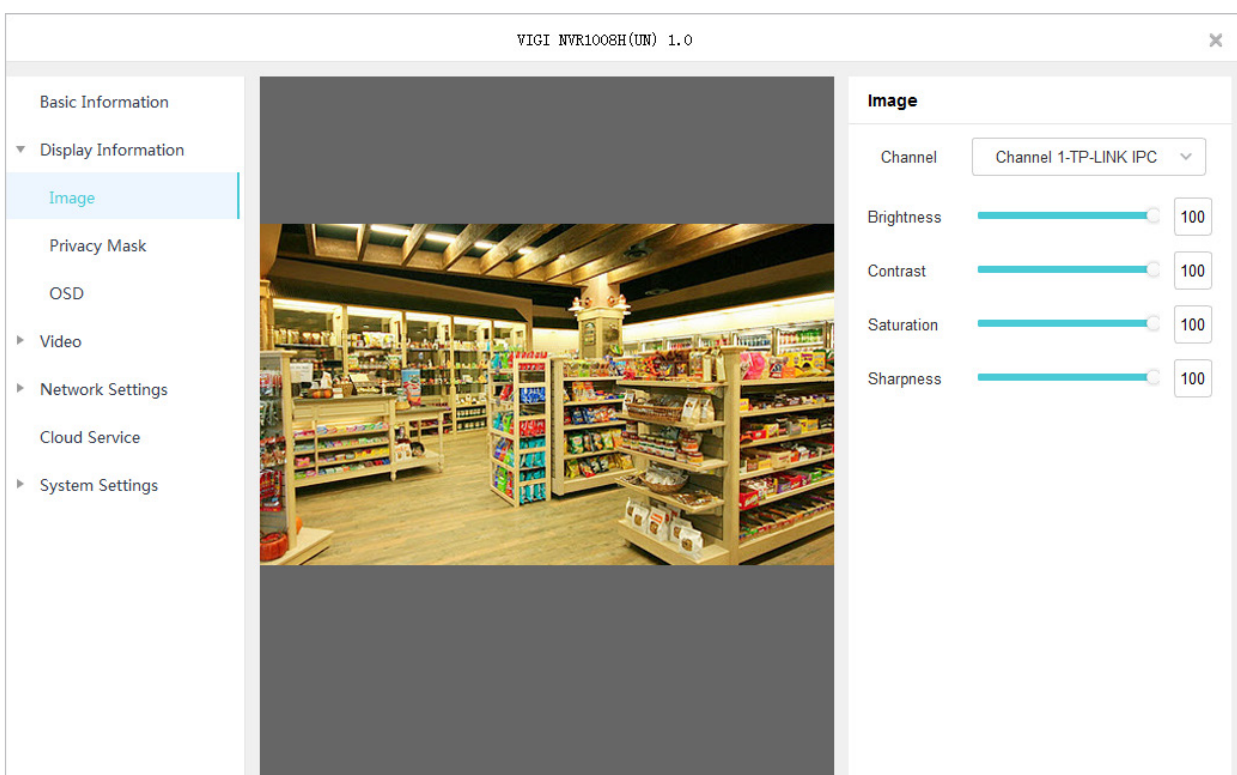 VIGI NVR1008H(UN) 1.0
Basic Information
Display Information
Image
Privacy Mask
OSD
Video
Network Settings
Cloud Service
System Settings
Image
Channel
Channel 1-TP-LINK IPC
Brightness
100
Contrast
100
Saturation
100
Sharpness
100